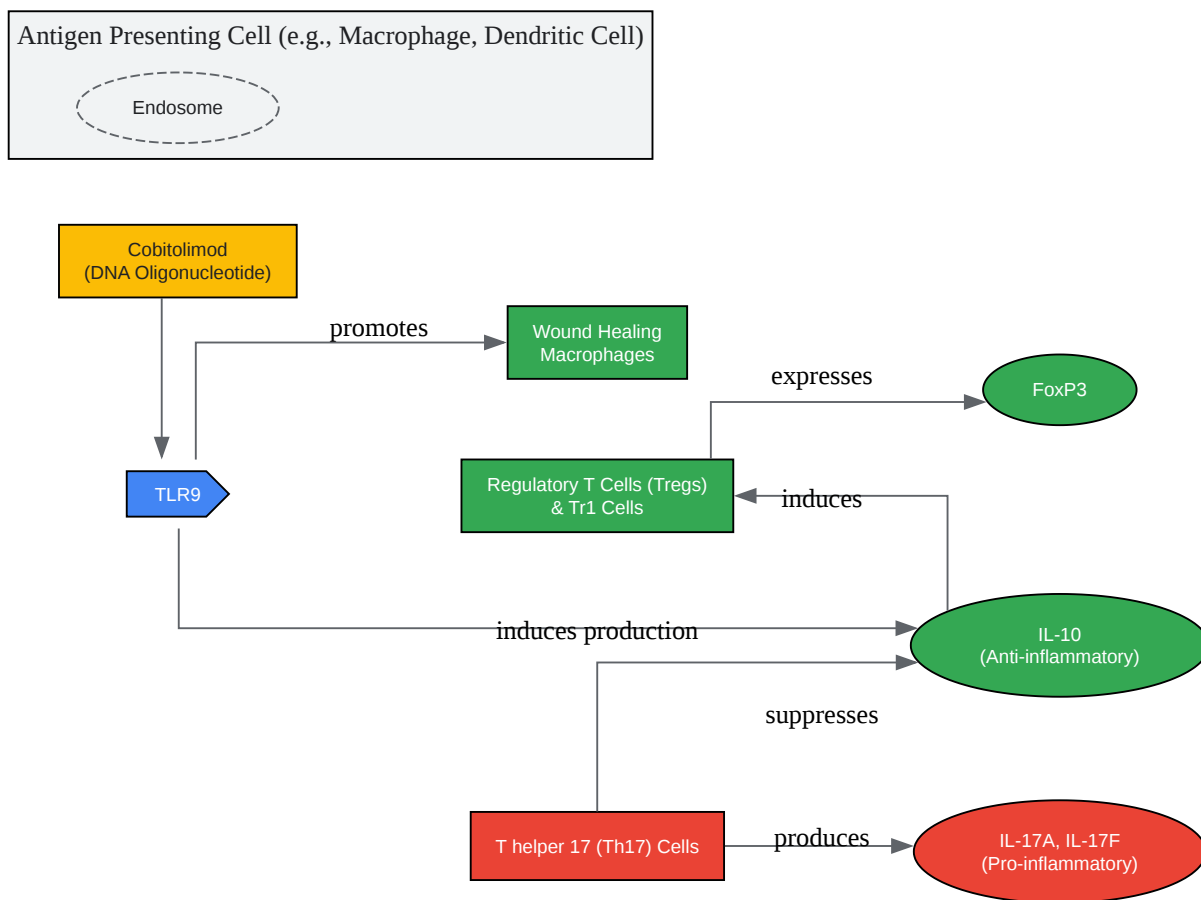 Antigen Presenting Cell (e.g., Macrophage, Dendritic Cell)
Endosome
Cobitolimod
(DNA Oligonucleotide)
promotes
Wound Healing
Macrophages
expresses
FoxP3
TLR9
Regulatory T Cells (Tregs)
& Tr1 Cells
induces
induces production
IL-10
(Anti-inflammatory)
suppresses
T helper 17 (Th17) Cells
produces
IL-17A, IL-17F
(Pro-inflammatory)